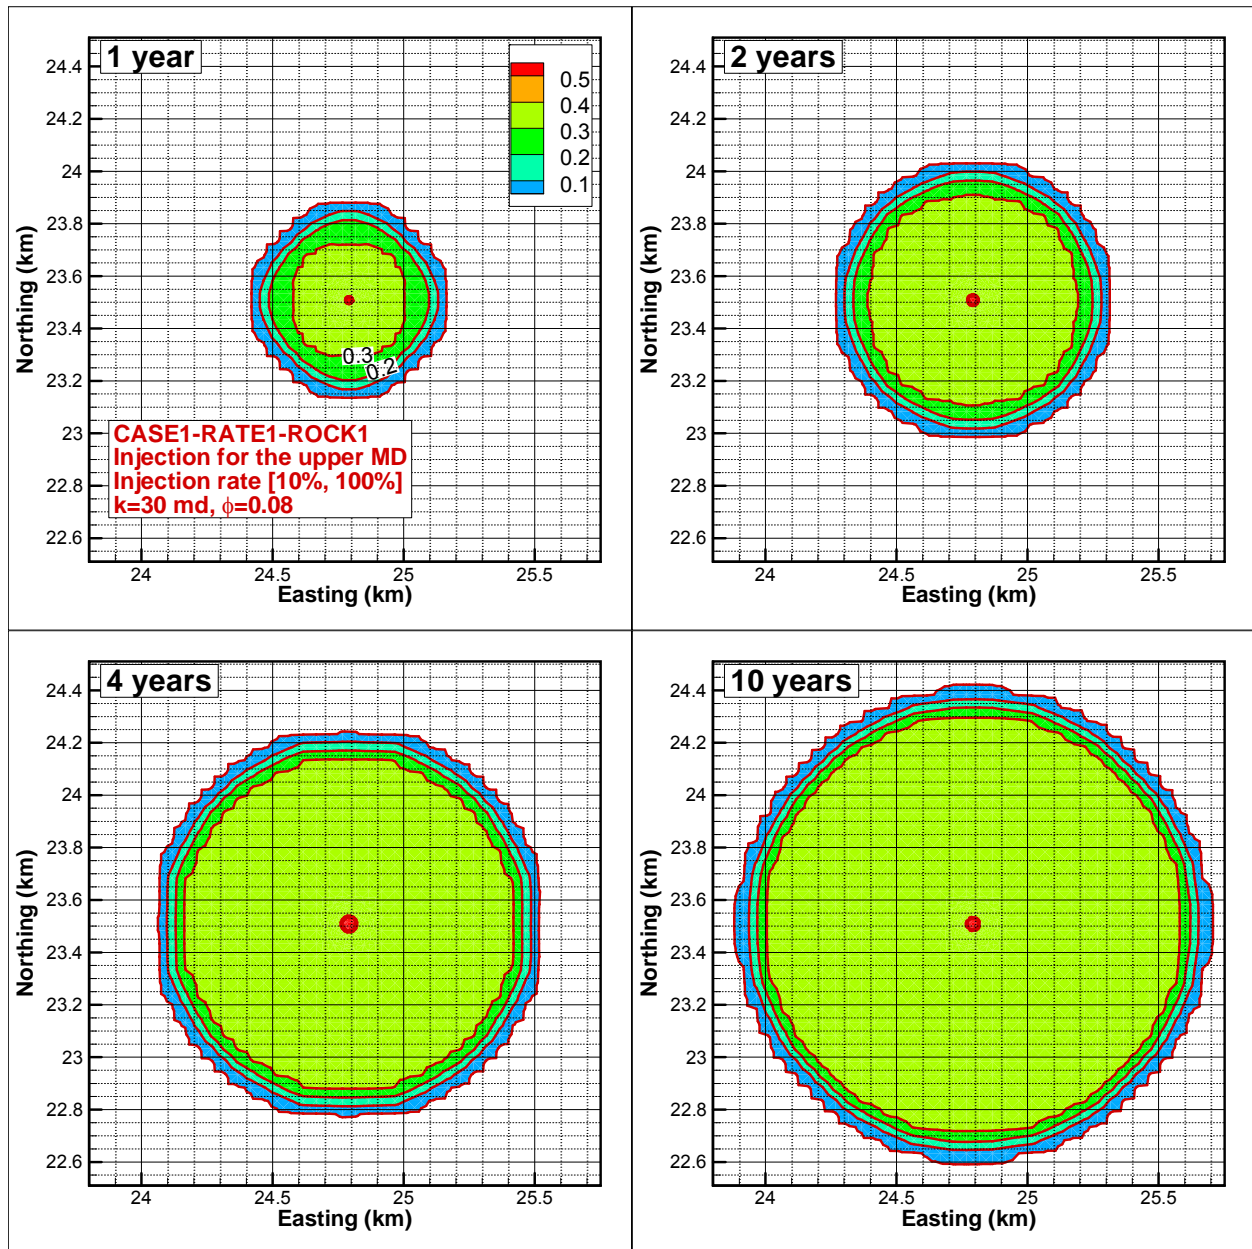 1 year
0.5
0.4
0.3
0.2
0.1
24.4
24.2
24
23.8
23.6
23.4
23.2
23
22.8
22.6
Northing (km)
0.3
0.2
CASE1-RATE1-ROCK1
Injection for the upper MD
Injection rate [10%, 100%]
k=30 md, ϕ=0.08
24 24.5 25 25.5
Easting (km)
2 years
24.4
24.2
24
23.8
23.6
23.4
23.2
23
22.8
22.6
Northing (km)
24 24.5 25 25.5
Easting (km)
4 years
24.4
24.2
24
23.8
23.6
23.4
23.2
23
22.8
22.6
Northing (km)
24 24.5 25 25.5
Easting (km)
10 years
24.4
24.2
24
23.8
23.6
23.4
23.2
23
22.8
22.6
Northing (km)
24 24.5 25 25.5
Easting (km)